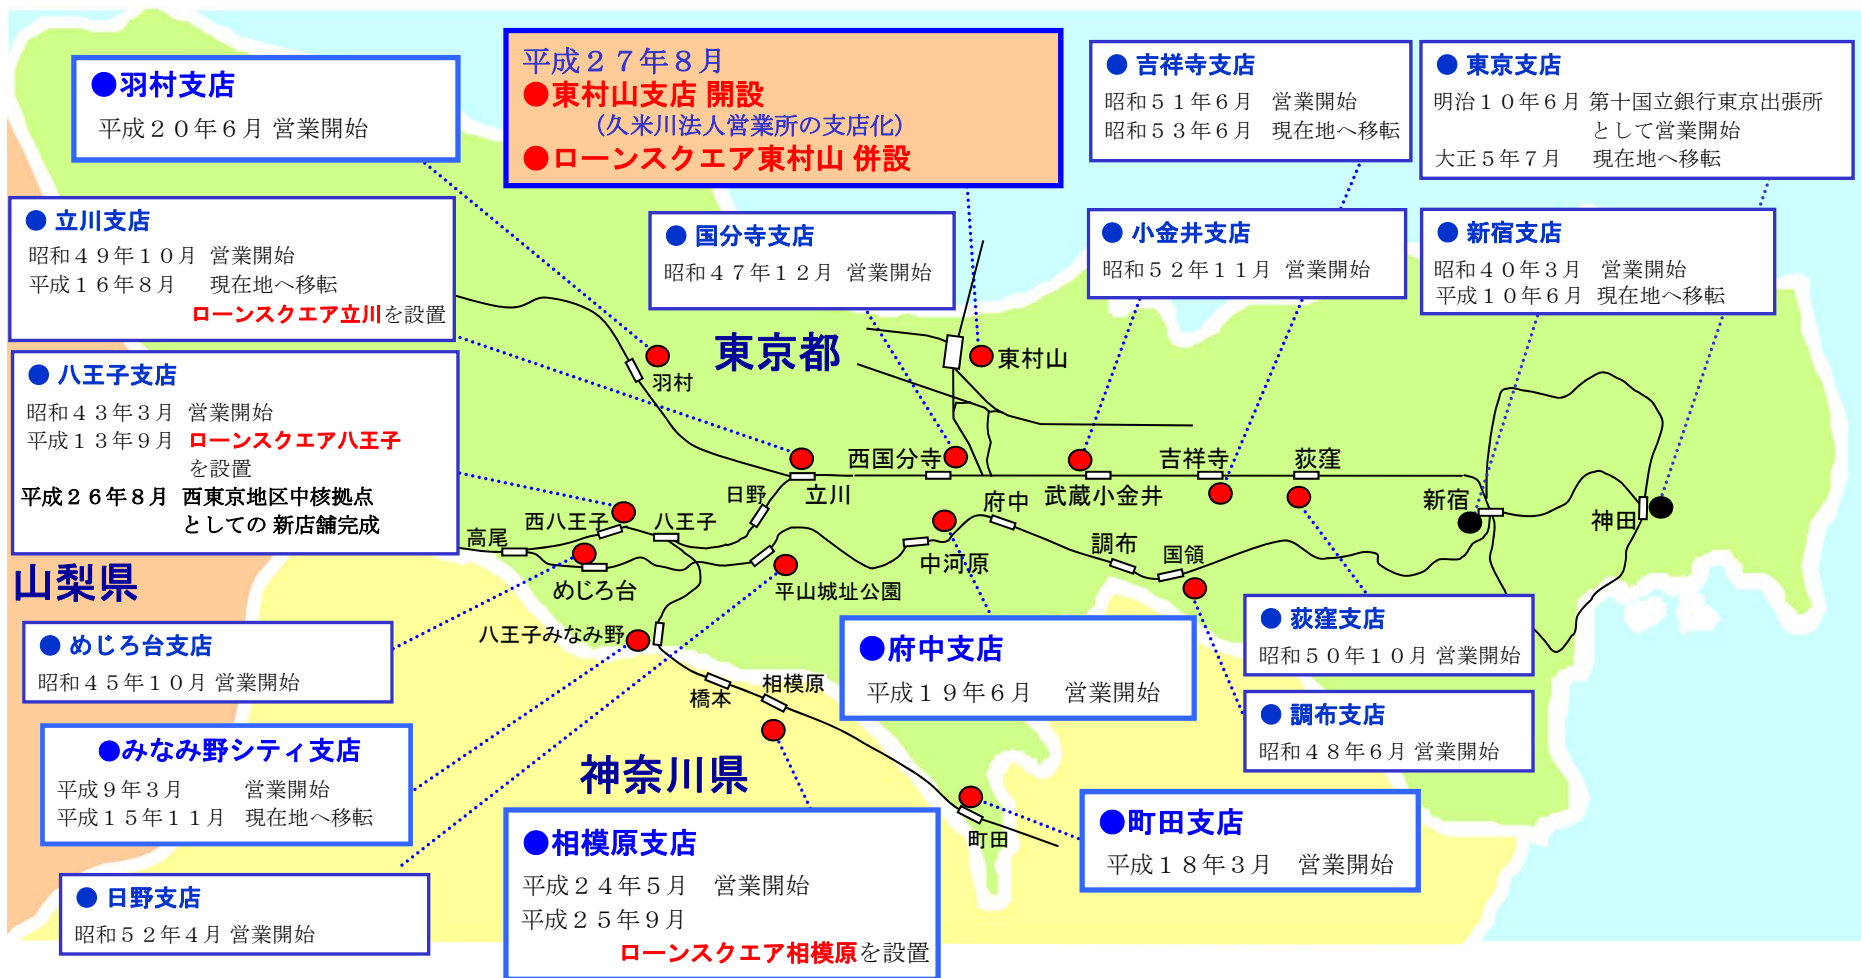 ●羽村支店
平成２０年６月 営業開始
平成２７年８月
●東村山支店 開設
（久米川法人営業所の支店化）
●ローンスクエア東村山 併設
● 吉祥寺支店
昭和５１年６月 営業開始
昭和５３年６月 現在地へ移転
● 東京支店
明治１０年６月 第十国立銀行東京出張所
として営業開始
大正５年７月 現在地へ移転
● 立川支店
昭和４９年１０月 営業開始
平成１６年８月 現在地へ移転
ローンスクエア立川を設置
● 国分寺支店
昭和４７年１２月 営業開始
● 小金井支店
昭和５２年１１月 営業開始
● 新宿支店
昭和４０年３月 営業開始
平成１０年６月 現在地へ移転
● 八王子支店
昭和４３年３月 営業開始
平成１３年９月 ローンスクエア八王子
を設置
平成２６年８月 西東京地区中核拠点
としての 新店舗完成
東京都
東村山
羽村
西国分寺
吉祥寺
荻窪
日野
立川
府中
武蔵小金井
新宿
神田
高尾
西八王子
八王子
中河原
調布
国領
山梨県
めじろ台
平山城址公園
八王子みなみ野
橋本
相模原
神奈川県
町田
● めじろ台支店
昭和４５年１０月 営業開始
●府中支店
平成１９年６月 営業開始
● 荻窪支店
昭和５０年１０月 営業開始
● 調布支店
昭和４８年６月 営業開始
●みなみ野シティ支店
平成９年３月 営業開始
平成１５年１１月 現在地へ移転
●相模原支店
平成２４年５月 営業開始
平成２５年９月
ローンスクエア相模原を設置
●町田支店
平成１８年３月 営業開始
● 日野支店
昭和５２年４月 営業開始